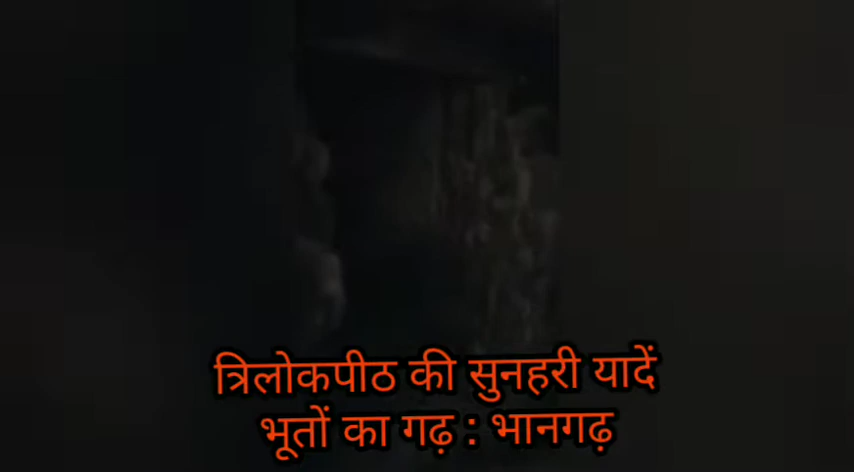 त्रिलोकपीठ की सुनहरी यादें
भूतों का गढ़ : भानगढ़